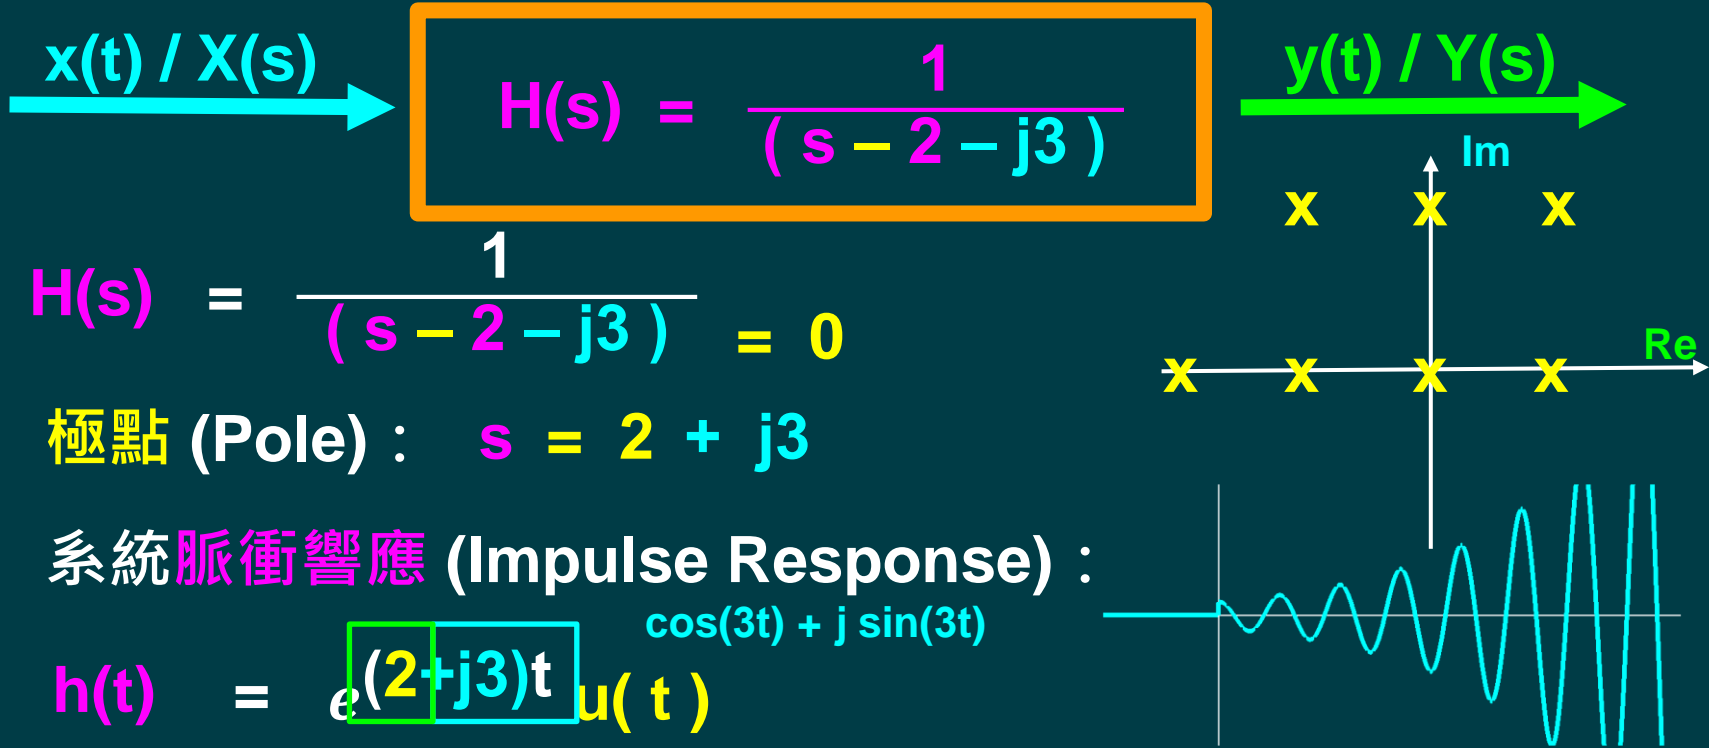 x(t) / X(s)
H(s) = 1 / ( s – 2 – j3 )
y(t) / Y(s)
Im
x x x
H(s) = 1 / ( s – 2 – j3 ) = 0
Re
x x x x
極點 (Pole) : s = 2 + j3
系統脈衝響應 (Impulse Response) :
cos(3t) + j sin(3t)
h(t) = e(2+j3)t u( t )